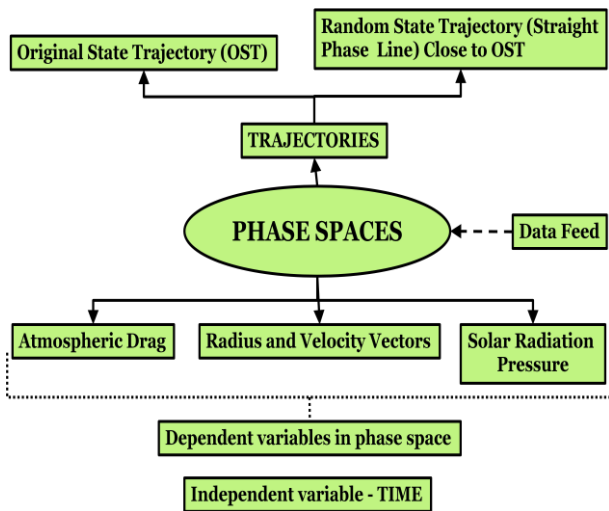 Original State Trajectory (OST)
Random State Trajectory (Straight
Phase Line) Close to OST
TRAJECTORIES
PHASE SPACES
Data Feed
Atmospheric Drag
Radius and Velocity Vectors
Solar Radiation
Pressure
Dependent variables in phase space
Independent variable - TIME